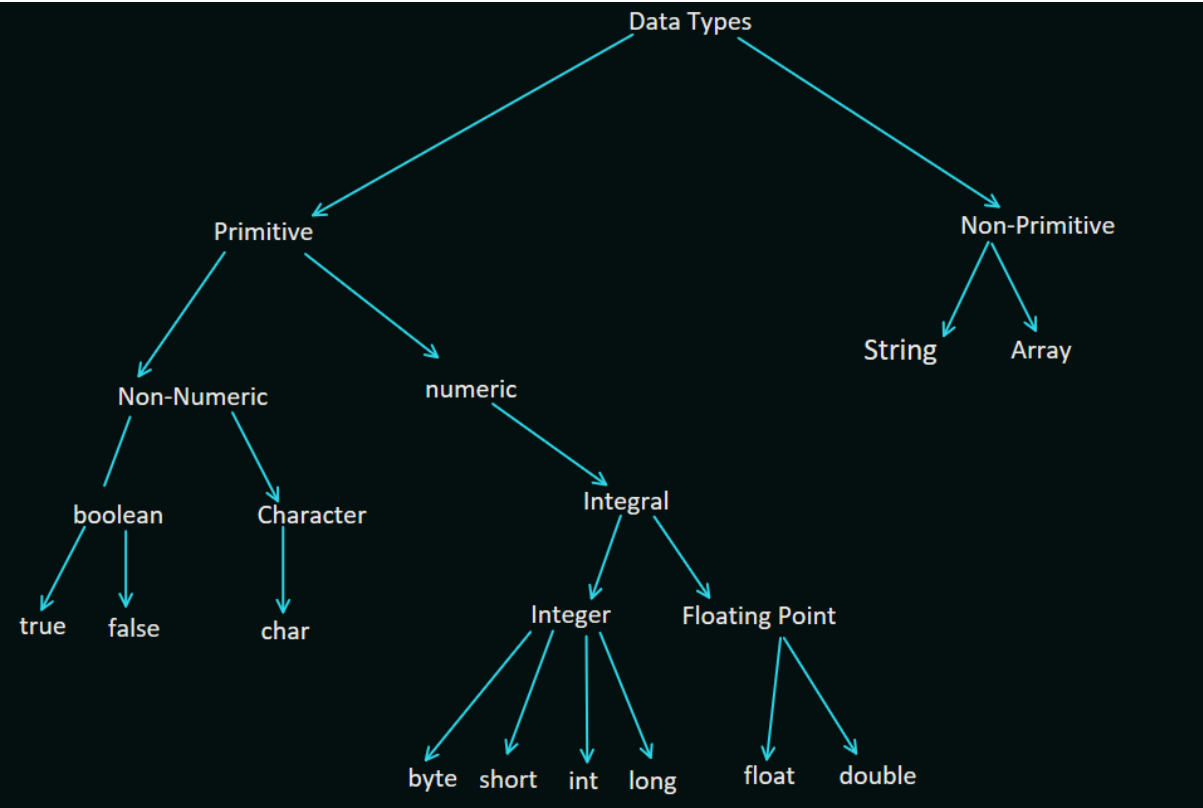 Data Types
Primitive
Non-Primitive
String
Array
Non-Numeric
numeric
boolean
Character
Integral
true
false
char
Integer
Floating Point
byte
short
int
long
float
double